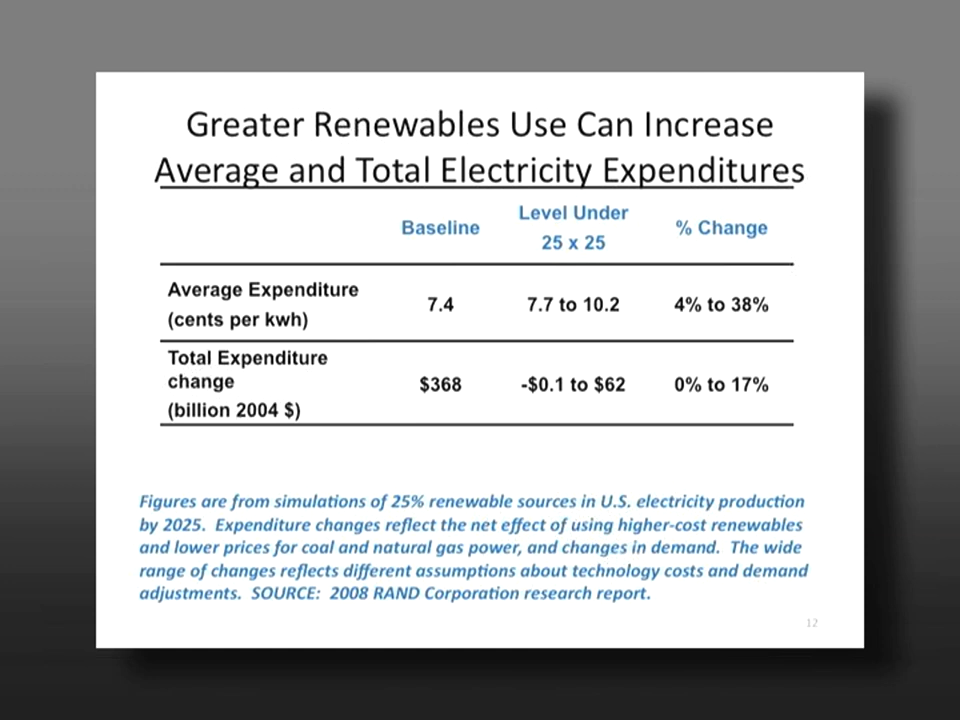 Greater Renewables Use Can Increase
Average and Total Electricity Expenditures
Baseline
Level Under
25 x 25
% Change
Average Expenditure
(cents per kwh)
7.4
7.7 to 10.2
4% to 38%
Total Expenditure
change
(billion 2004 $)
$368
-$0.1 to $62
0% to 17%
Figures are from simulations of 25% renewable sources in U.S. electricity production
by 2025.  Expenditure changes reflect the net effect of using higher-cost renewables
and lower prices for coal and natural gas power, and changes in demand.  The wide
range of changes reflects different assumptions about technology costs and demand
adjustments.  SOURCE:  2008 RAND Corporation research report.
12